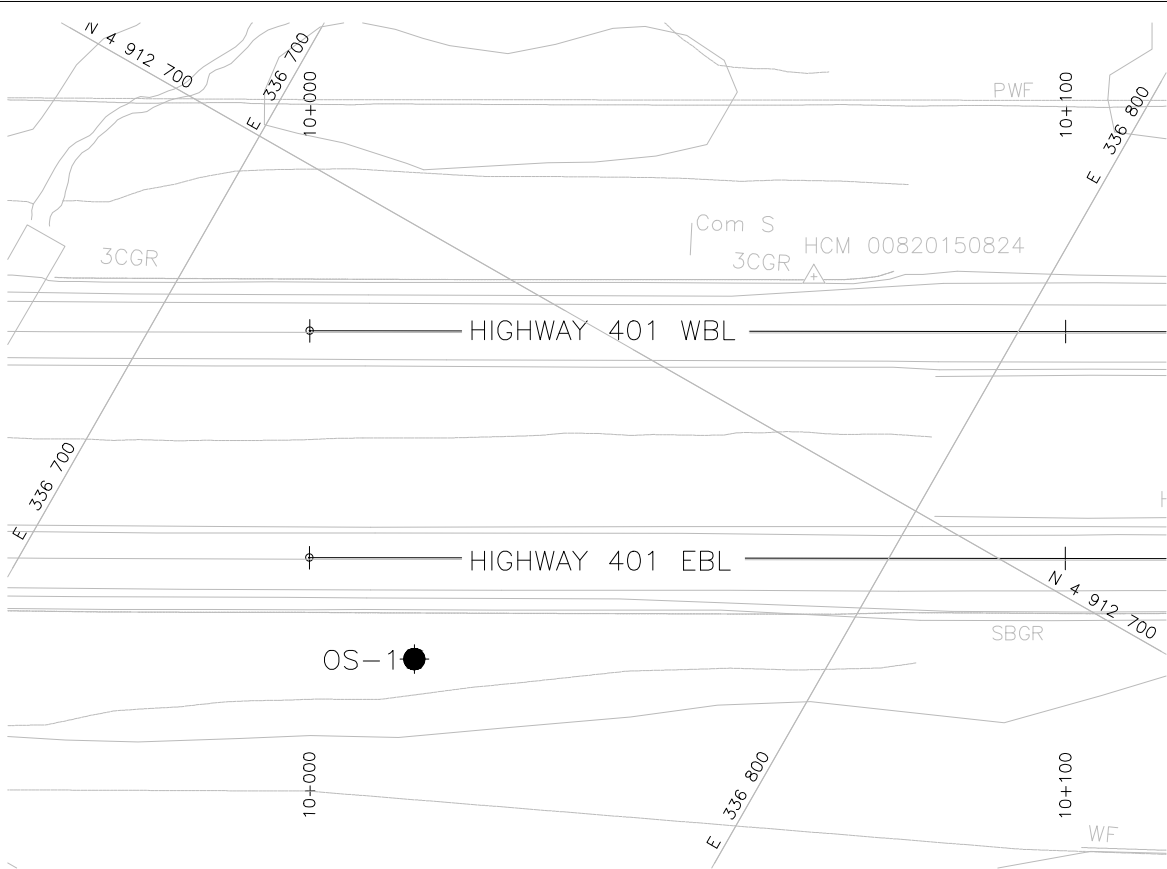 N 4 912 700
E 336 700
10+000
PWF
10+100
E 336 800
Com S
3CGR
3CGR
HCM 00820150824
HIGHWAY 401 WBL
E 336 700
H
HIGHWAY 401 EBL
N 4 912 700
SBGR
OS-1
10+000
E 336 800
10+100
WF